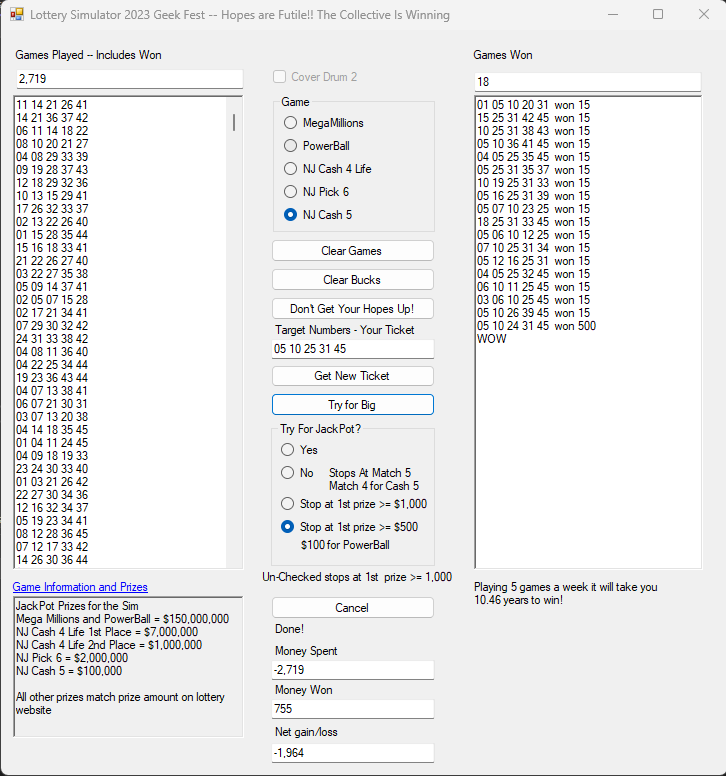 Lottery Simulator 2023 Geek Fest -- Hopes are Futile!! The Collective Is Winning
Games Played -- Includes Won
2,719
11 14 21 26 41
14 21 36 37 42
06 11 14 18 22
08 10 20 21 27
04 08 29 33 39
09 19 28 37 43
12 18 29 32 36
10 13 15 29 41
17 26 32 33 37
02 13 22 26 40
01 15 28 35 44
15 16 18 33 41
21 22 26 27 40
03 22 27 35 38
05 09 14 37 41
02 05 07 15 28
02 17 21 34 41
07 29 30 32 42
24 31 33 38 42
04 08 11 36 40
04 22 25 34 44
19 23 36 43 44
04 07 13 38 41
06 07 21 30 31
03 07 13 20 38
04 14 18 35 45
01 04 11 24 45
04 09 18 19 33
23 24 30 33 40
01 03 21 26 42
22 27 30 34 36
12 16 32 34 37
05 19 23 34 41
08 12 28 36 45
07 12 17 33 42
14 26 30 36 44
Game Information and Prizes
JackPot Prizes for the Sim
Mega Millions and PowerBall = $150,000,000
NJ Cash 4 Life 1st Place = $7,000,000
NJ Cash 4 Life 2nd Place = $1,000,000
NJ Pick 6 = $2,000,000
NJ Cash 5 = $100,000
All other prizes match prize amount on lottery
website
Cover Drum 2
Game
MegaMillions
PowerBall
NJ Cash 4 Life
NJ Pick 6
NJ Cash 5
Clear Games
Clear Bucks
Don't Get Your Hopes Up!
Target Numbers - Your Ticket
05 10 25 31 45
Get New Ticket
Try for Big
Try For JackPot?
Yes
No Stops At Match 5
Match 4 for Cash 5
Stop at 1st prize >= $1,000
Stop at 1st prize >= $500
$100 for PowerBall
Un-Checked stops at 1st prize >= 1,000
Cancel
Done!
Money Spent
-2,719
Money Won
755
Net gain/loss
-1,964
Games Won
18
01 05 10 20 31 won 15
15 25 31 42 45 won 15
10 25 31 38 43 won 15
05 10 36 41 45 won 15
04 05 25 35 45 won 15
05 25 31 35 37 won 15
10 19 25 31 33 won 15
05 16 25 31 39 won 15
05 07 10 23 25 won 15
18 25 31 33 45 won 15
05 06 10 12 25 won 15
07 10 25 31 34 won 15
05 12 16 25 31 won 15
04 05 25 32 45 won 15
06 10 11 25 45 won 15
03 06 10 25 45 won 15
05 10 26 39 45 won 15
05 10 24 31 45 won 500
WOW
Playing 5 games a week it will take you
10.46 years to win!